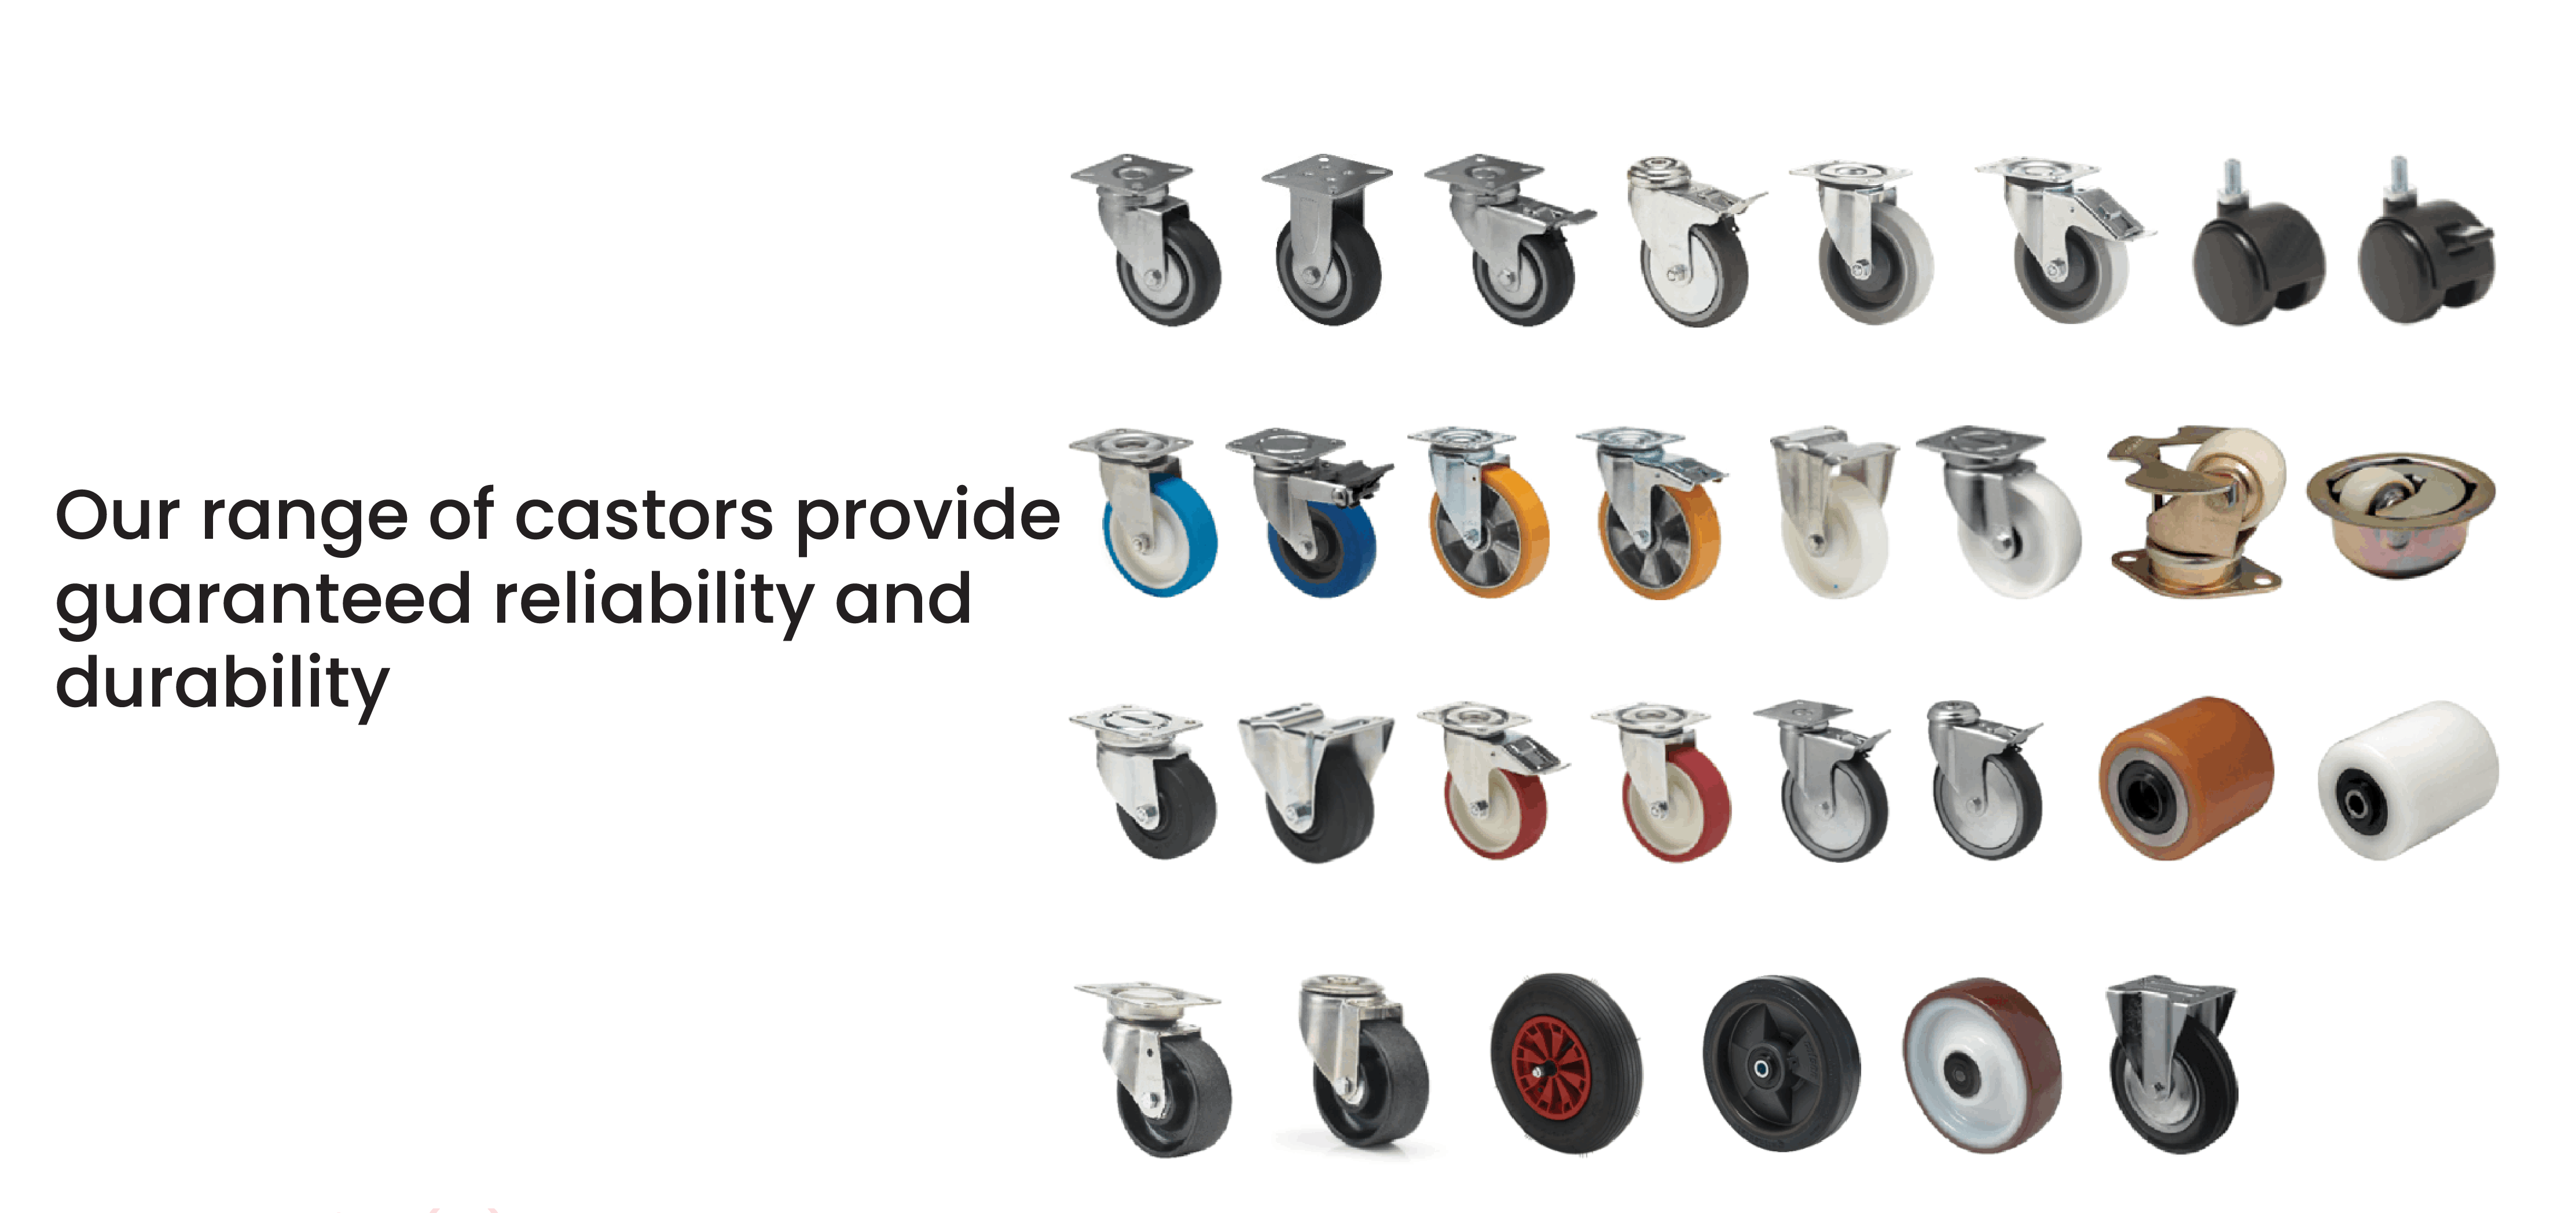 Our range of castors provide
guaranteed reliability and
durability